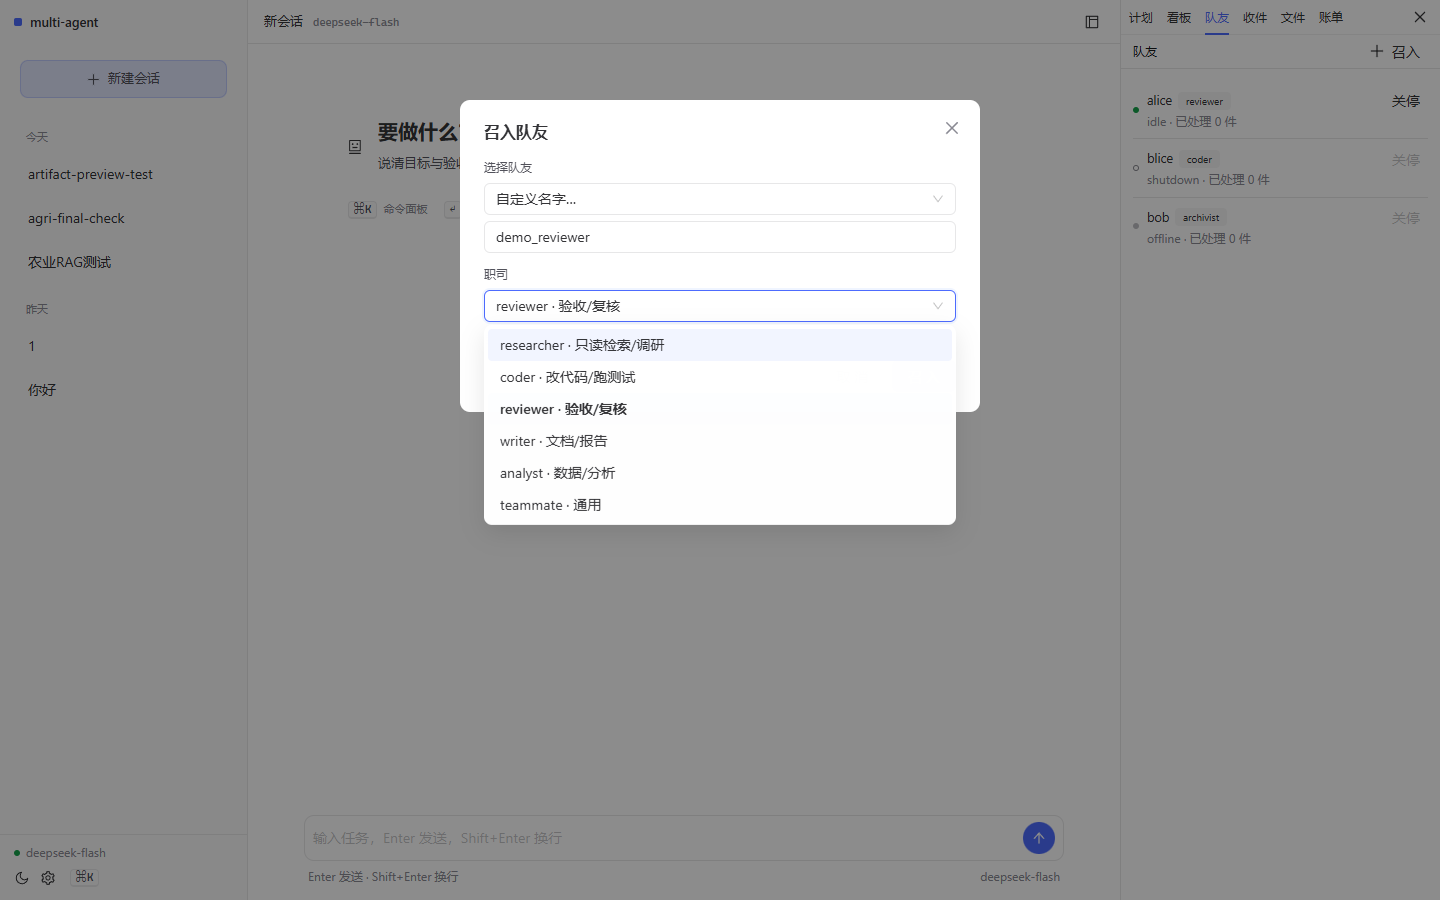 multi-agent
新建会话
今天
artifact-preview-test
agri-final-check
农业RAG测试
昨天
1
你好
deepseek-flash
⌘K
新会话 deepseek-flash
要做什么
说清目标与验
⌘K 命令面板 ↵
输入任务，Enter 发送，Shift+Enter 换行
Enter 发送 · Shift+Enter 换行
deepseek-flash
召入队友
选择队友
自定义名字...
demo_reviewer
职司
reviewer · 验收/复核
researcher · 只读检索/调研
coder · 改代码/跑测试
reviewer · 验收/复核
writer · 文档/报告
analyst · 数据/分析
teammate · 通用
计划 看板 队友 收件 文件 账单
队友 召入
alice reviewer 关停
idle · 已处理 0 件
blice coder 关停
shutdown · 已处理 0 件
bob archivist 关停
offline · 已处理 0 件